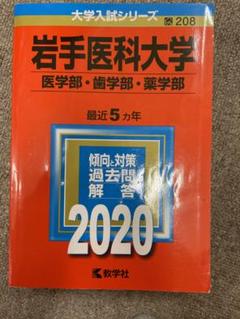 大学入試シリーズ 208
岩手医科大学
医学部・歯学部・薬学部
最近5カ年
傾向と対策
過去問
解答
2020
教学社